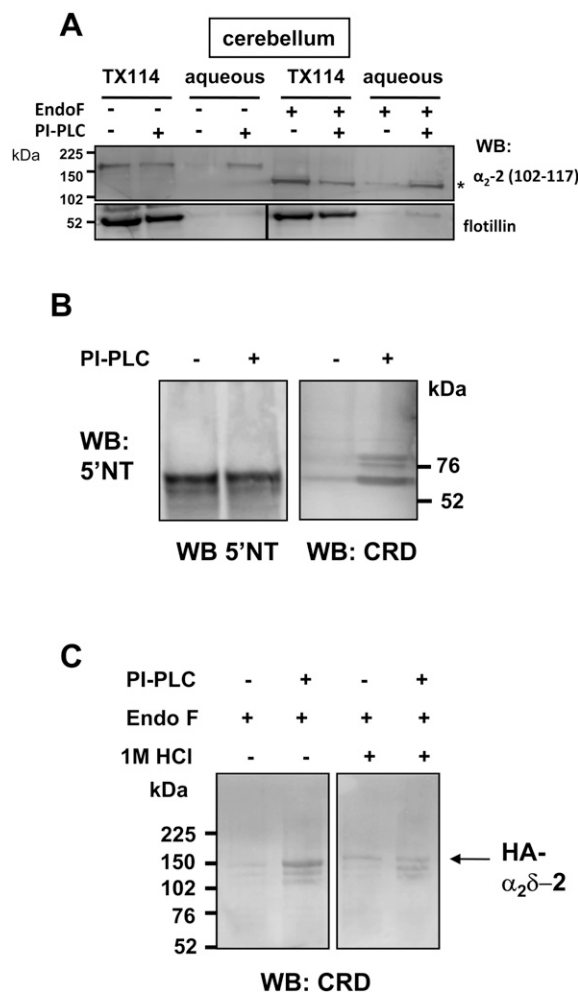 A
cerebellum
TX114 aqueous TX114 aqueous
EndoF - - - - + + + +
PI-PLC - + - + - + - +
kDa 225 150 102 WB: α2-2 (102-117) *
52 flotillin
B
PI-PLC - +  - +
kDa
WB: 5'NT
76
52
WB 5'NT WB: CRD
C
PI-PLC - + - +
Endo F + + + +
1M HCl - - + +
kDa
225
150 HA-
102 α2δ–2
76
52
WB: CRD